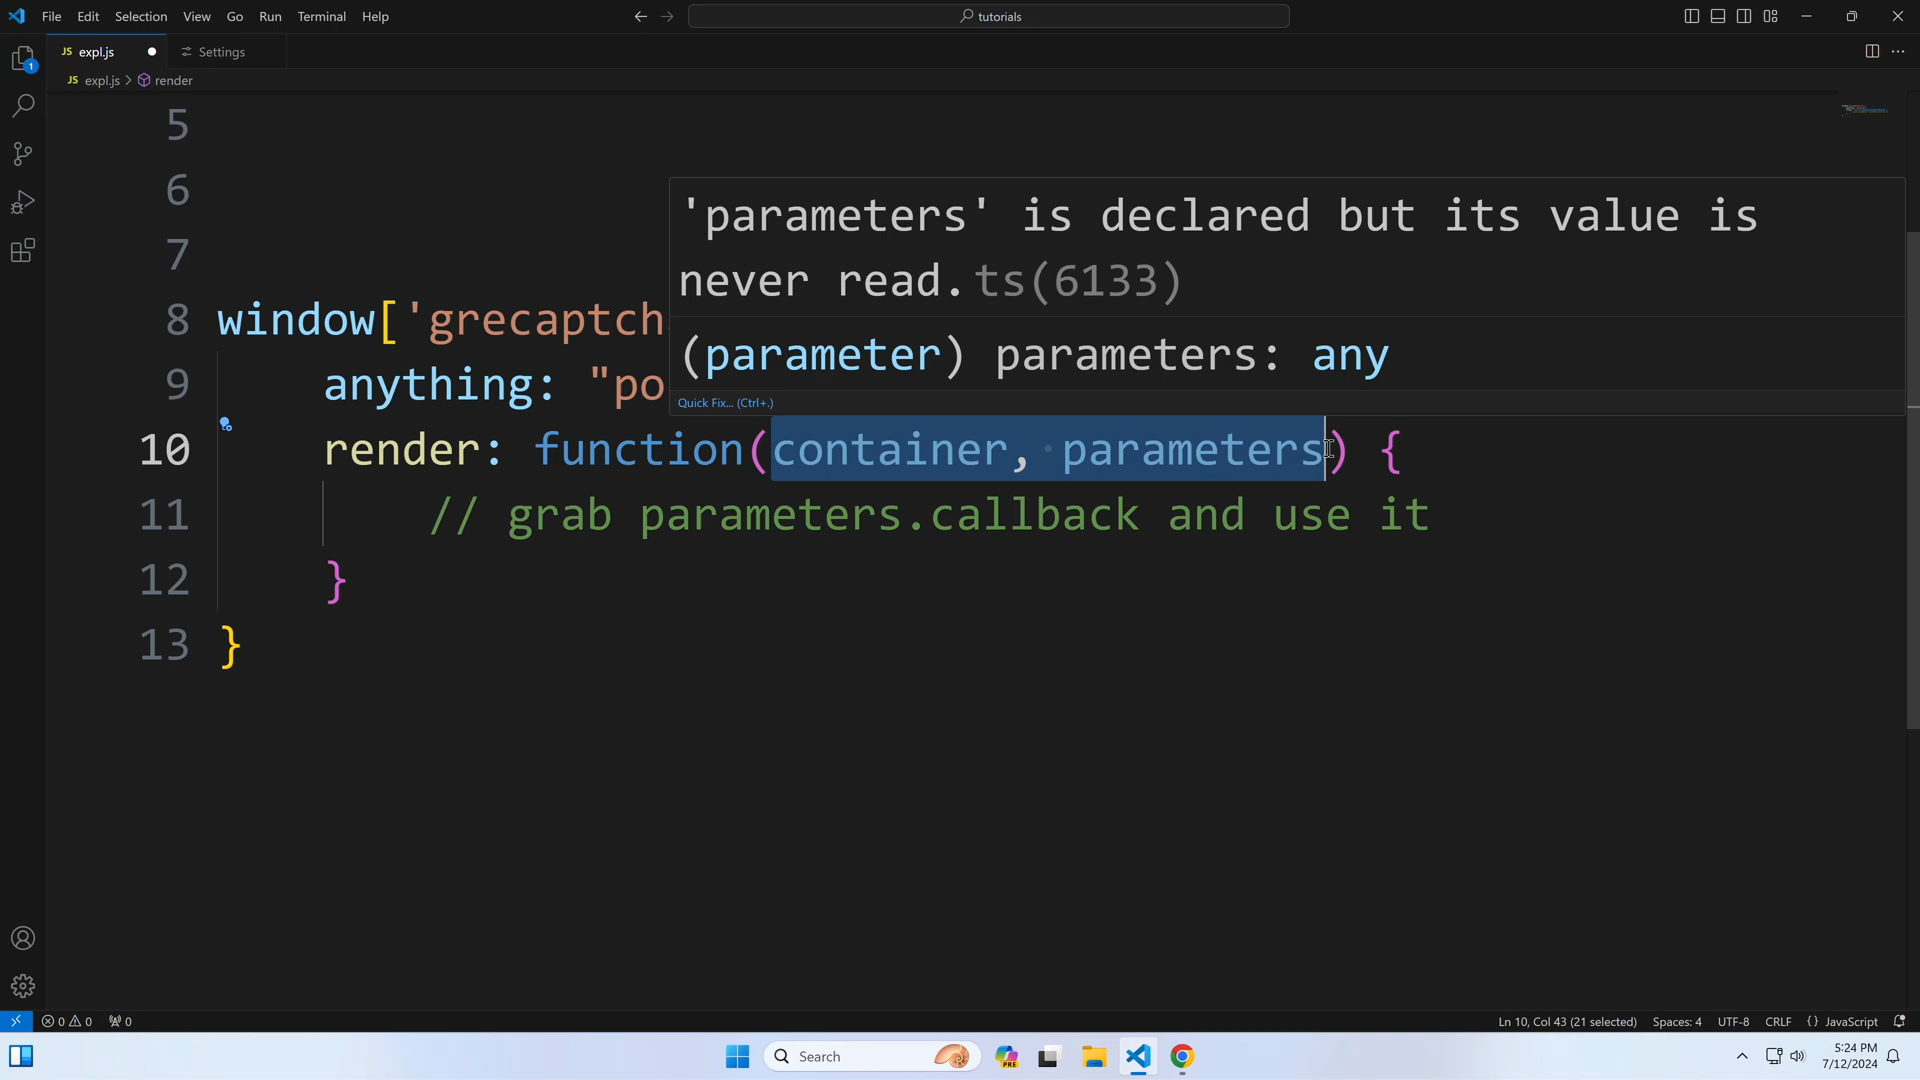 File Edit Selection View Go Run Terminal Help
tutorials
JS expl.js Settings
JS expl.js > render
5
6
7
8 window['grecaptch
9 anything: "po
10 render: function(container, parameters) {
11 // grab parameters.callback and use it
12 }
13 }
'parameters' is declared but its value is
never read. ts(6133)
(parameter) parameters: any
Quick Fix... (Ctrl+.)
1
0 0 0
Ln 10, Col 43 (21 selected) Spaces: 4 UTF-8 CRLF {} JavaScript
Search
PRE
5:24 PM
7/12/2024